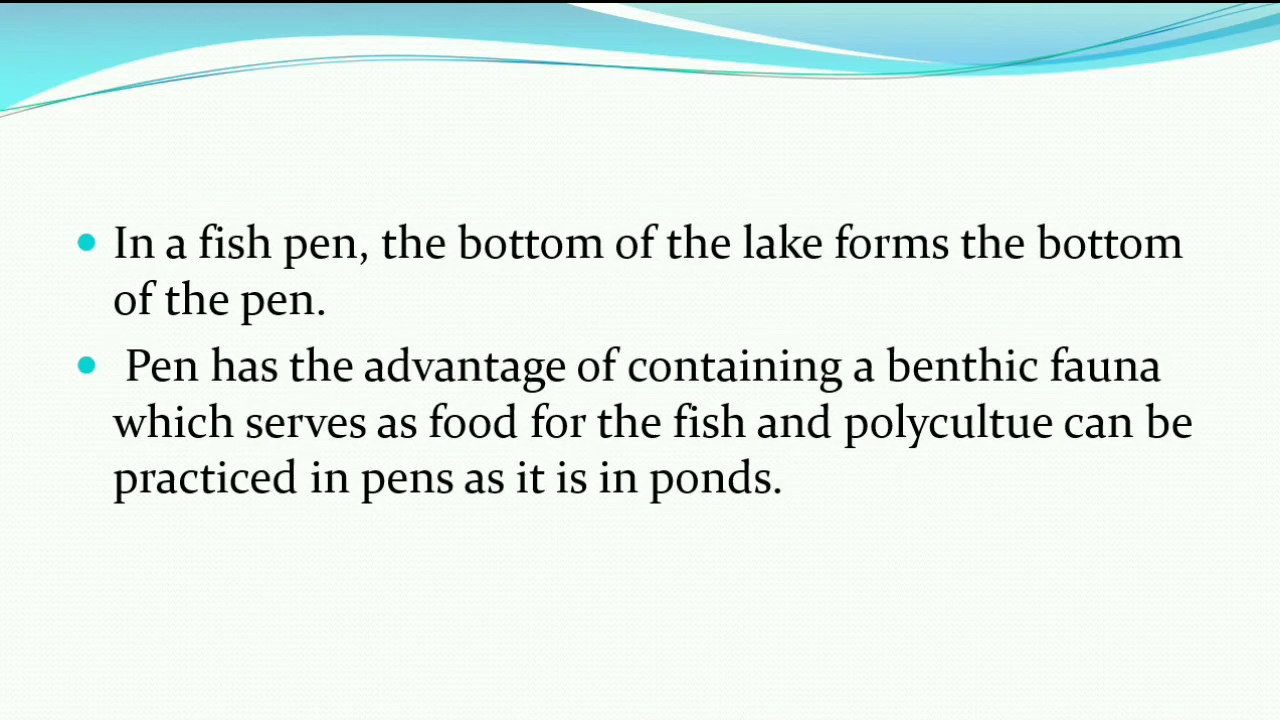 In a fish pen, the bottom of the lake forms the bottom
of the pen.
Pen has the advantage of containing a benthic fauna
which serves as food for the fish and polycultue can be
practiced in pens as it is in ponds.